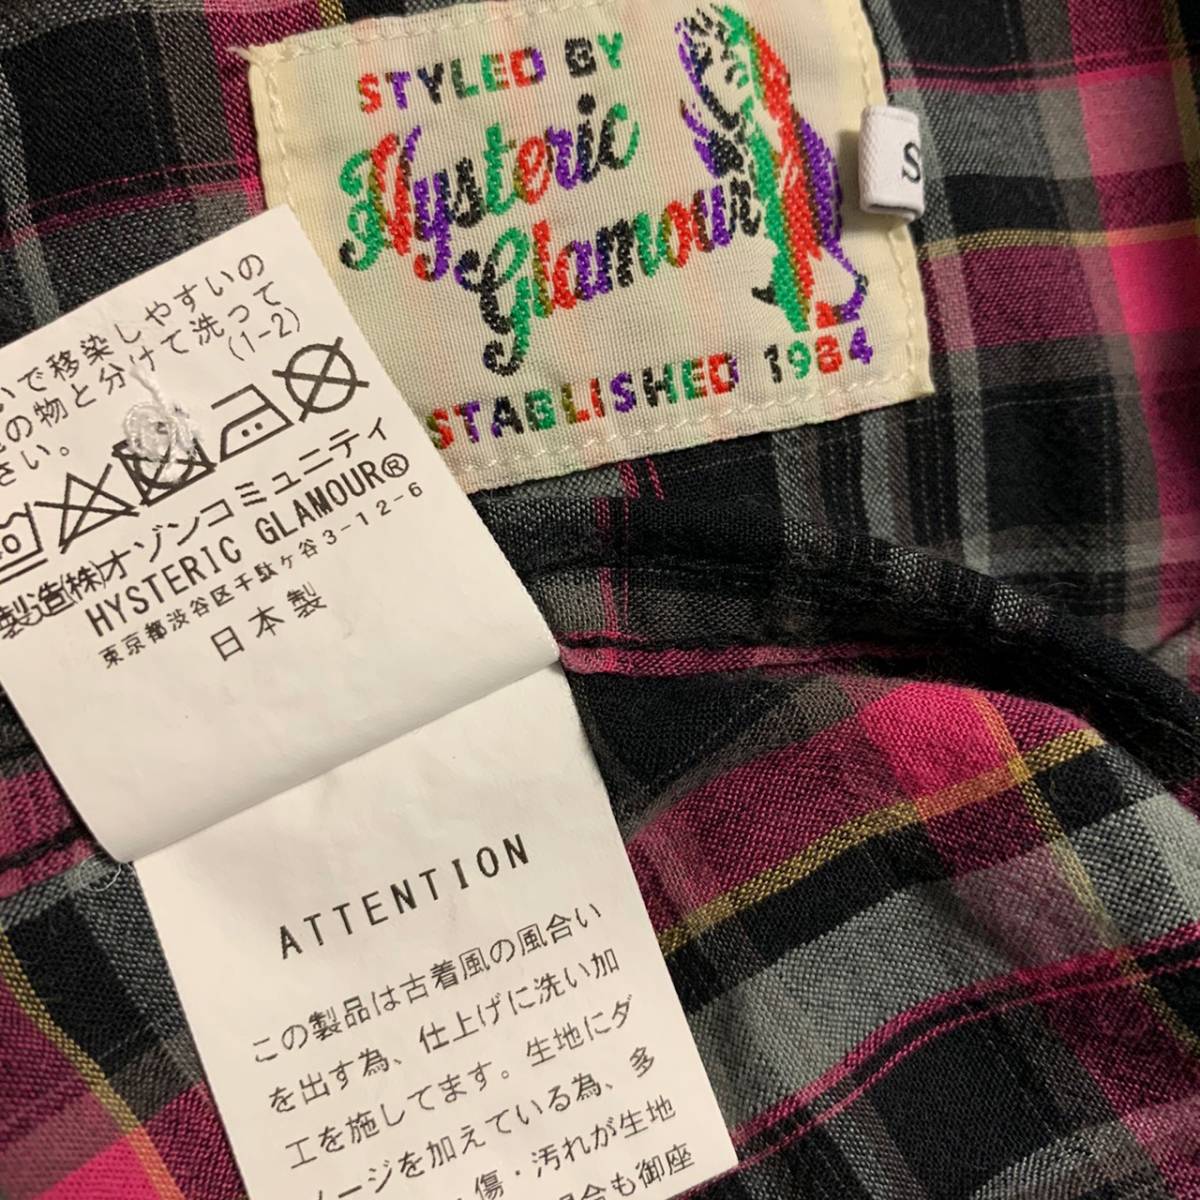 STYLED BY
Hysteric
Glamour
STABLISHED 1984
S
いで移染しやすいの
の物と分けて洗って
さい。
(1-2)
製造(株)オゾンコミュニティ
HYSTERIC GLAMOUR®
東京都渋谷区千駄ケ谷3-12-6
日本製
ATTENTION
この製品は古着風の風合い
を出す為、仕上げに洗い加
工を施してます。生地にダ
メージを加えている為、多
傷・汚れが生地
合も御座